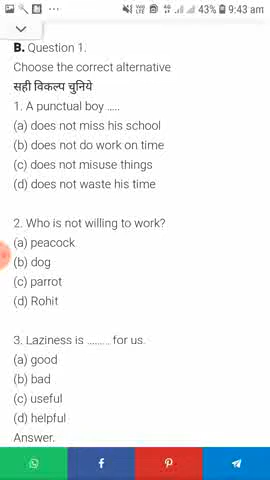 43% 9:43 am
B. Question 1.
Choose the correct alternative
सही विकल्प चुनिये
1. A punctual boy .....
(a) does not miss his school
(b) does not do work on time
(c) does not misuse things
(d) does not waste his time
2. Who is not willing to work?
(a) peacock
(b) dog
(c) parrot
(d) Rohit
3. Laziness is ......... for us.
(a) good
(b) bad
(c) useful
(d) helpful
Answer.